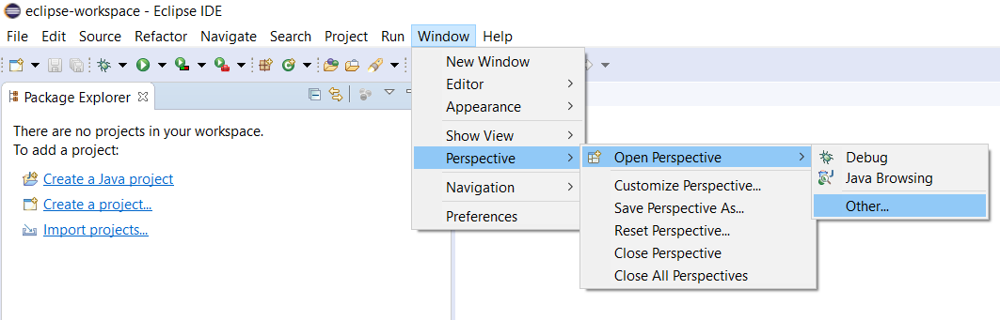 eclipse-workspace - Eclipse IDE
File Edit Source Refactor Navigate Search Project Run Window Help
Package Explorer
There are no projects in your workspace.
To add a project:
Create a Java project
Create a project...
Import projects...
New Window
Editor
Appearance
Show View
Perspective
Navigation
Preferences
Open Perspective
Customize Perspective...
Save Perspective As...
Reset Perspective...
Close Perspective
Close All Perspectives
Debug
Java Browsing
Other...